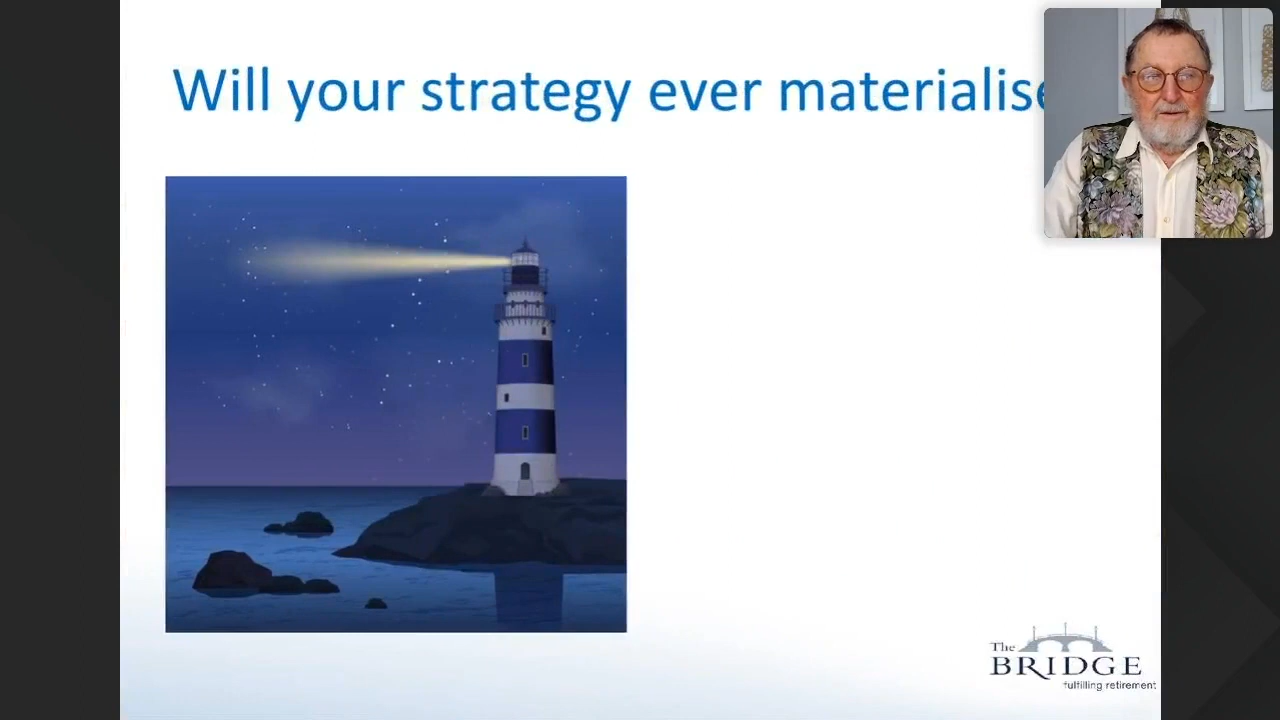 Will your strategy ever materialise
The
BRIDGE
fulfilling retirement